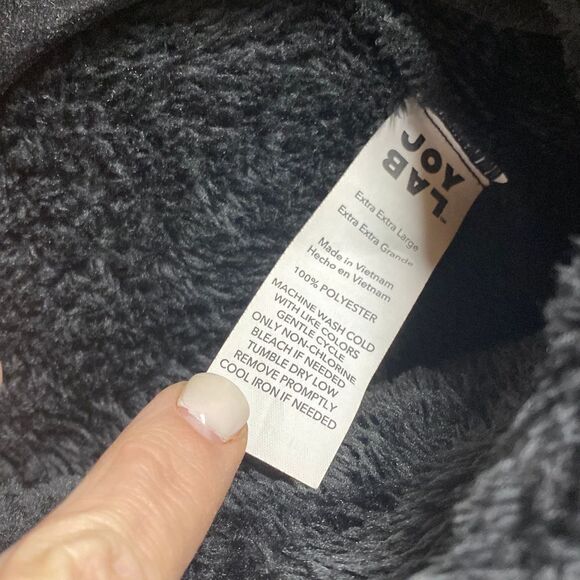 JOY
LAB™
Extra Extra Large
Extra Extra Grande
Made in Vietnam
Hecho en Vietnam
100% POLYESTER
MACHINE WASH COLD
WITH LIKE COLORS
GENTLE CYCLE
ONLY NON-CHLORINE
BLEACH IF NEEDED
TUMBLE DRY LOW
REMOVE PROMPTLY
COOL IRON IF NEEDED